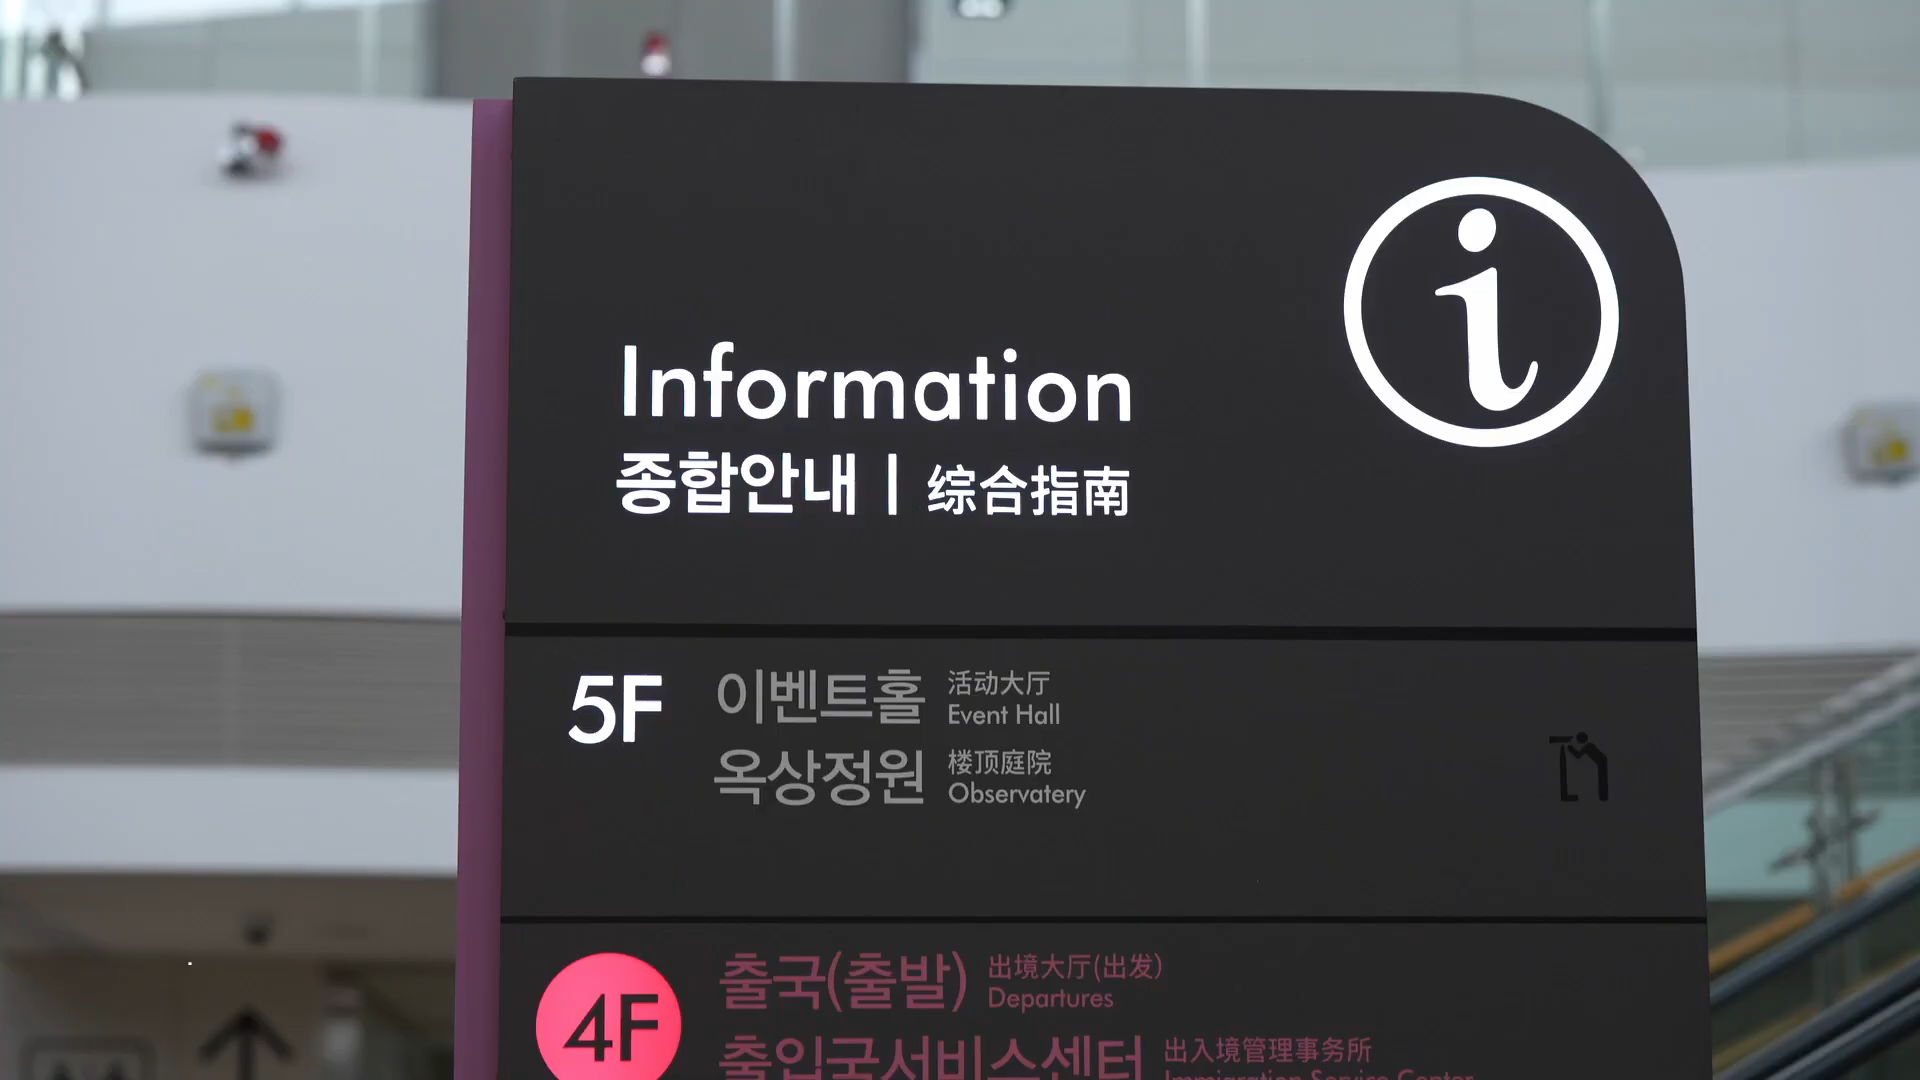 i
Information
종합안내 | 综合指南
5F
이벤트홀
活动大厅
Event Hall
옥상정원
楼顶庭院
Observatery
4F
출국(출발)
出境大厅(出发)
Departures
출입국서비스센터
出入境管理事务所
Immigration Service Center